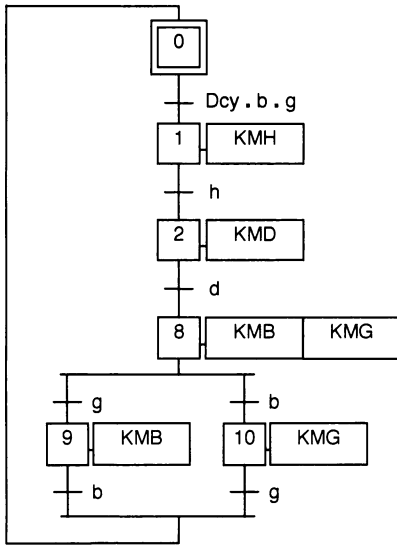 0
Dcy . b . g
1 KMH
h
2 KMD
d
8 KMB KMG
g b
9 KMB 10 KMG
b g